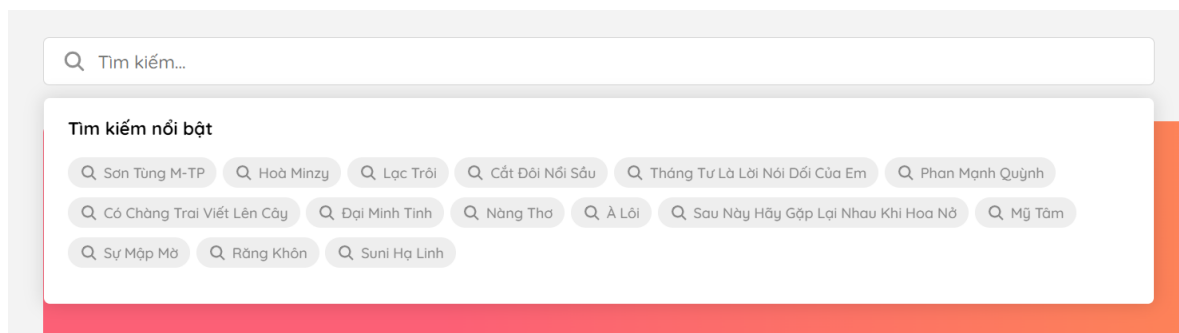 Tìm kiếm...
Tìm kiếm nổi bật
Sơn Tùng M-TP Hoà Minzy Lạc Trôi Cắt Đôi Nổi Sầu Tháng Tư Là Lời Nói Dối Của Em Phan Mạnh Quỳnh
Có Chàng Trai Viết Lên Cây Đại Minh Tinh Nàng Thơ À Lôi Sau Này Hãy Gặp Lại Nhau Khi Hoa Nở Mỹ Tâm
Sự Mập Mờ Răng Khôn Suni Hạ Linh